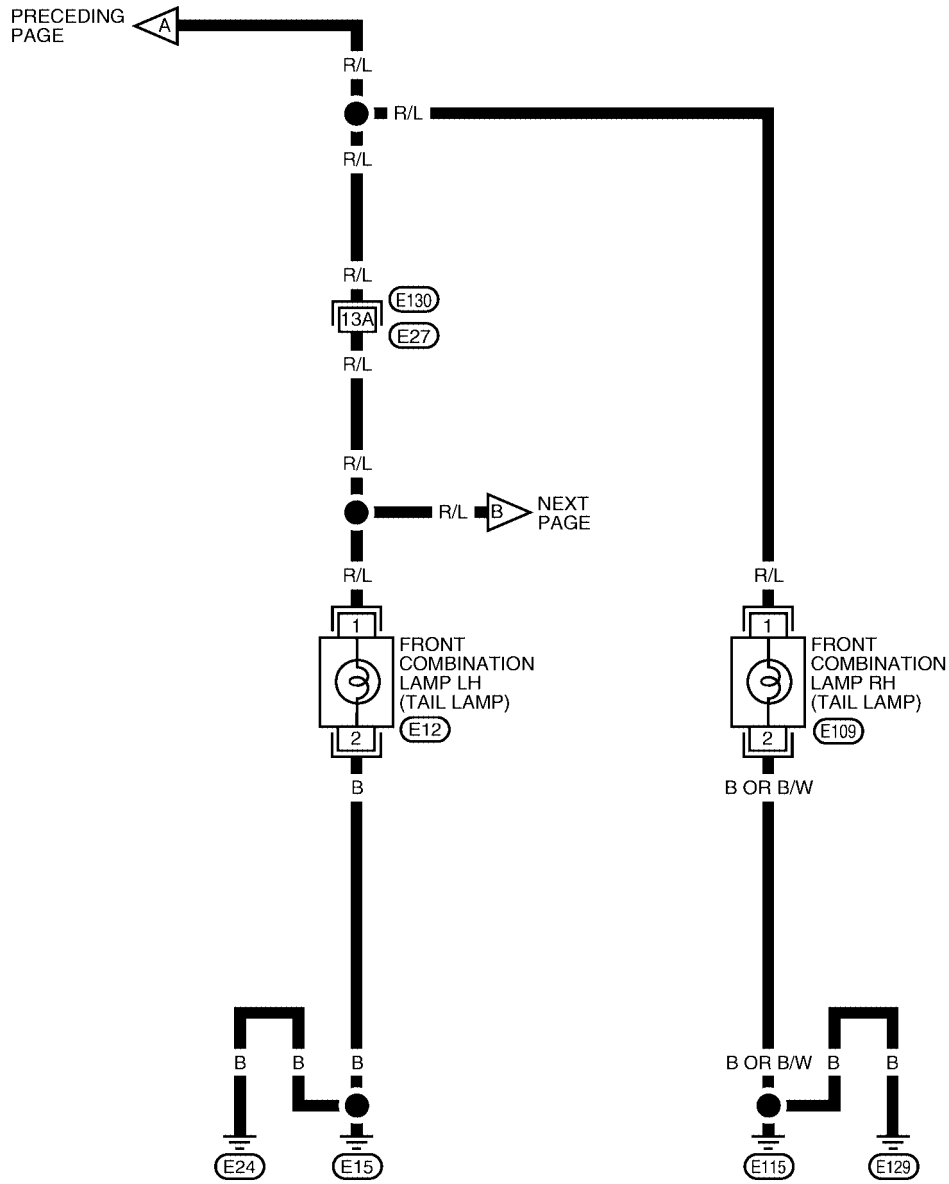 PRECEDING
PAGE
A
R/L
R/L
R/L
R/L
E130
13A
E27
R/L
R/L
R/L
B
NEXT
PAGE
R/L
R/L
1
FRONT
COMBINATION
LAMP LH
(TAIL LAMP)
2
E12
1
FRONT
COMBINATION
LAMP RH
(TAIL LAMP)
2
E109
B
B OR B/W
B
B
B
B OR B/W
B
B
E24
E15
E115
E129